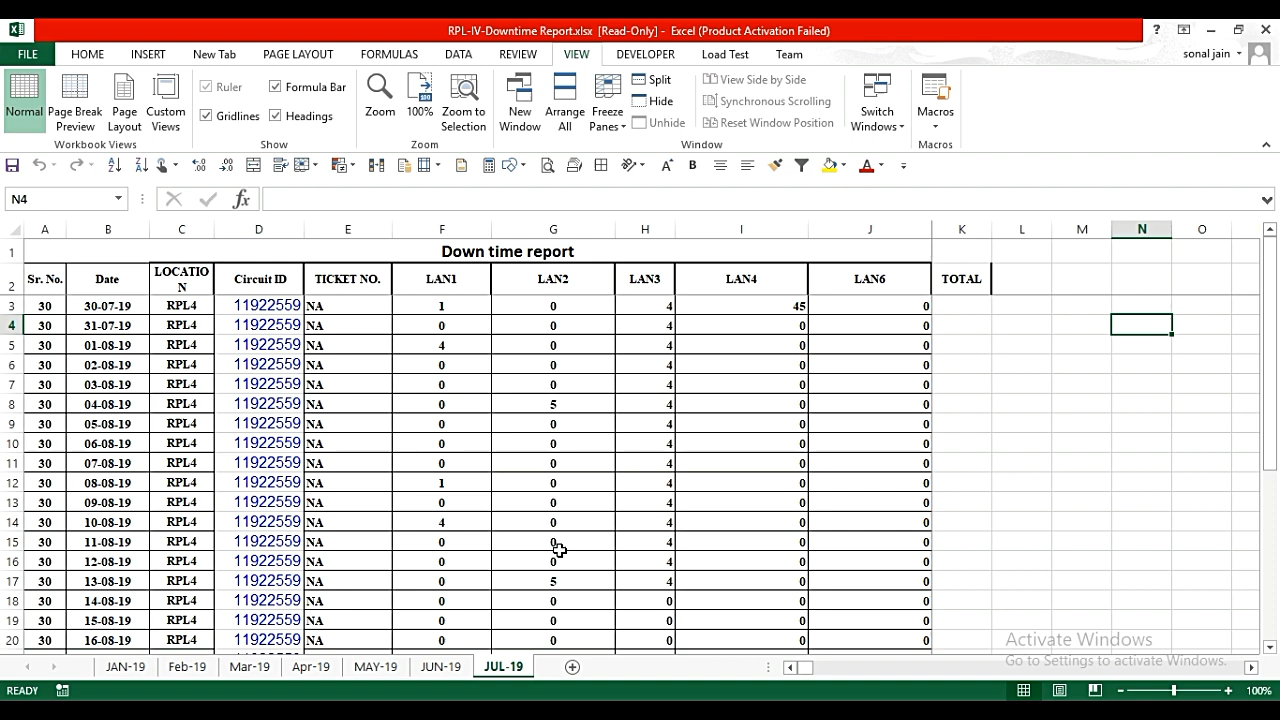 RPL-IV-Downtime Report.xlsx [Read-Only] - Excel (Product Activation Failed)
FILE HOME INSERT New Tab PAGE LAYOUT FORMULAS DATA REVIEW VIEW DEVELOPER Load Test Team sonal jain
Normal Page Break Preview Page Layout Custom Views
Workbook Views
Ruler Formula Bar
Gridlines Headings
Show
Zoom 100% Zoom to Selection
Zoom
New Window Arrange All Freeze Panes
Split
Hide
Unhide
View Side by Side
Synchronous Scrolling
Reset Window Position
Switch Windows
Window
Macros
Macros
N4
fx
A B C D E F G H I J K L M N O
1 Down time report
2 Sr. No. Date LOCATIO N Circuit ID TICKET NO. LAN1 LAN2 LAN3 LAN4 LAN6 TOTAL
3 30 30-07-19 RPL4 11922559 NA 1 0 4 45 0
4 30 31-07-19 RPL4 11922559 NA 0 0 4 0 0
5 30 01-08-19 RPL4 11922559 NA 4 0 4 0 0
6 30 02-08-19 RPL4 11922559 NA 0 0 4 0 0
7 30 03-08-19 RPL4 11922559 NA 0 0 4 0 0
8 30 04-08-19 RPL4 11922559 NA 0 5 4 0 0
9 30 05-08-19 RPL4 11922559 NA 0 0 4 0 0
10 30 06-08-19 RPL4 11922559 NA 0 0 4 0 0
11 30 07-08-19 RPL4 11922559 NA 0 0 4 0 0
12 30 08-08-19 RPL4 11922559 NA 1 0 4 0 0
13 30 09-08-19 RPL4 11922559 NA 0 0 4 0 0
14 30 10-08-19 RPL4 11922559 NA 4 0 4 0 0
15 30 11-08-19 RPL4 11922559 NA 0 0 4 0 0
16 30 12-08-19 RPL4 11922559 NA 0 0 4 0 0
17 30 13-08-19 RPL4 11922559 NA 0 5 4 0 0
18 30 14-08-19 RPL4 11922559 NA 0 0 0 0 0
19 30 15-08-19 RPL4 11922559 NA 0 0 0 0 0
20 30 16-08-19 RPL4 11922559 NA 0 0 0 0 0
Activate Windows
Go to Settings to activate Windows.
JAN-19 Feb-19 Mar-19 Apr-19 MAY-19 JUN-19 JUL-19
READY 100%